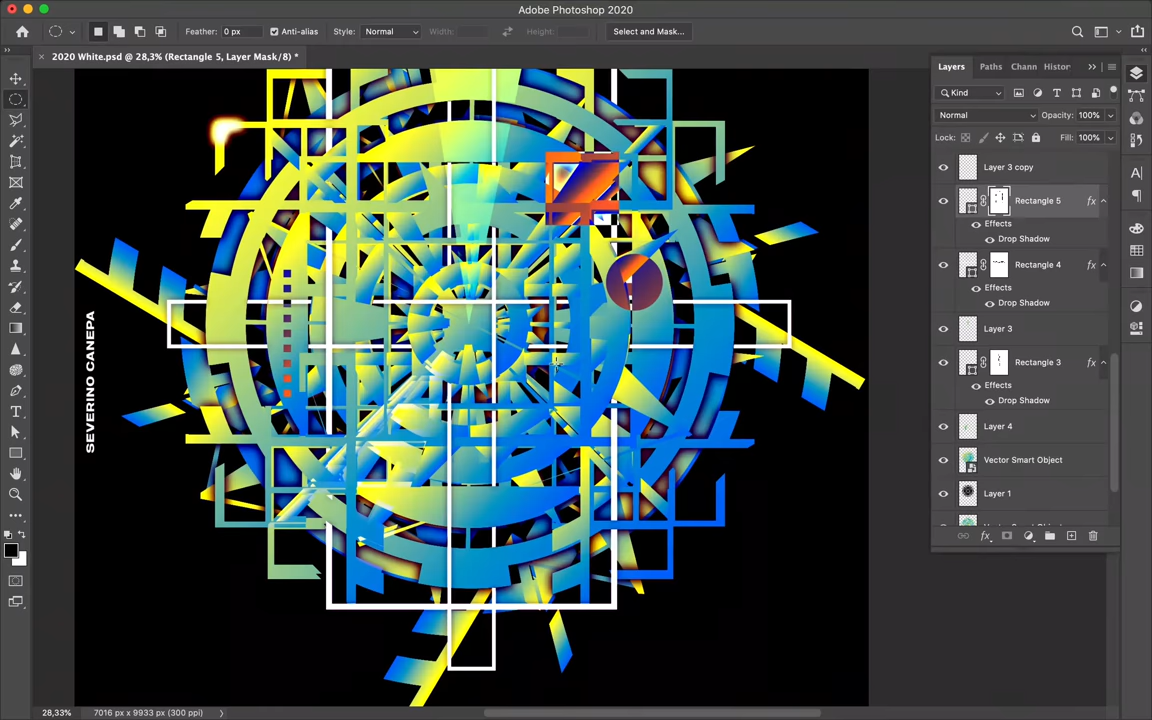 Adobe Photoshop 2020
Feather: 0 px
Anti-alias
Style: Normal
Width:
Height:
Select and Mask...
2020 White.psd @ 28,3% (Rectangle 5, Layer Mask/8) *
Layers
Paths
Chann
Histor
Kind
Normal
Opacity: 100%
Lock:
Fill: 100%
Layer 3 copy
Rectangle 5
fx
Effects
Drop Shadow
Rectangle 4
fx
Effects
Drop Shadow
Layer 3
Rectangle 3
fx
Effects
Drop Shadow
Layer 4
Vector Smart Object
Layer 1
SEVERINO CANEPA
28,33%
7016 px x 9933 px (300 ppi)